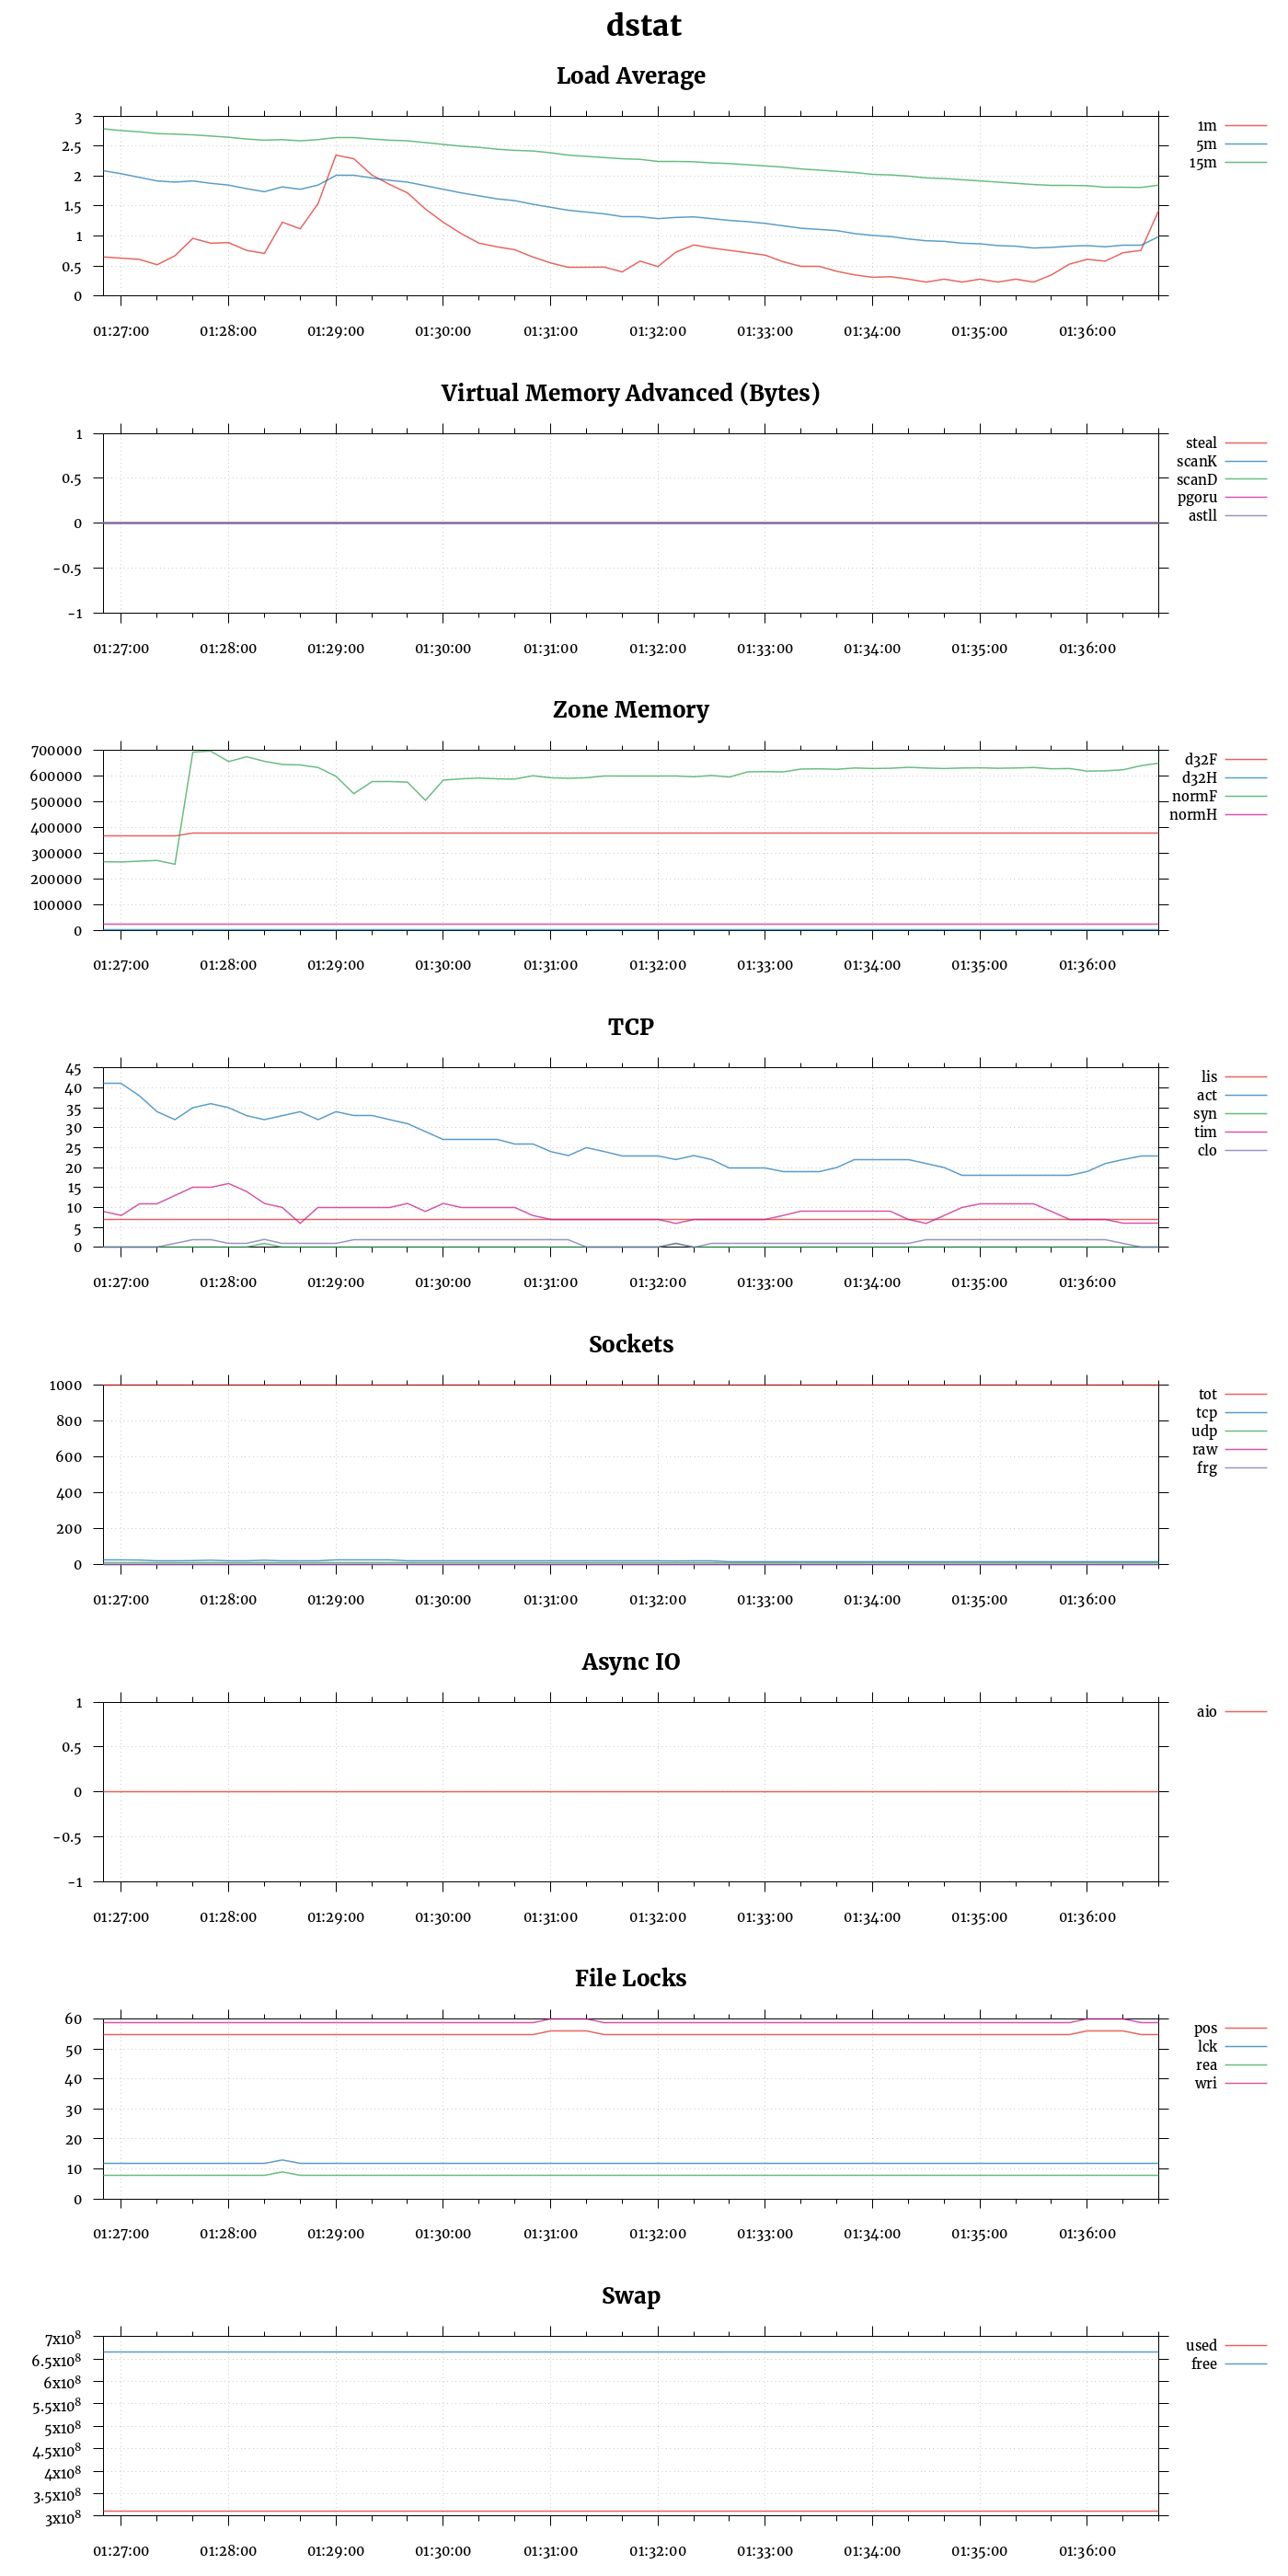 dstat
Load Average
3
2.5
2
1.5
1
0.5
0
1m
5m
15m
01:27:00 01:28:00 01:29:00 01:30:00 01:31:00 01:32:00 01:33:00 01:34:00 01:35:00 01:36:00
Virtual Memory Advanced (Bytes)
1
0.5
0
-0.5
-1
steal
scanK
scanD
pgoru
astll
01:27:00 01:28:00 01:29:00 01:30:00 01:31:00 01:32:00 01:33:00 01:34:00 01:35:00 01:36:00
Zone Memory
700000
600000
500000
400000
300000
200000
100000
0
d32F
d32H
normF
normH
01:27:00 01:28:00 01:29:00 01:30:00 01:31:00 01:32:00 01:33:00 01:34:00 01:35:00 01:36:00
TCP
45
40
35
30
25
20
15
10
5
0
lis
act
syn
tim
clo
01:27:00 01:28:00 01:29:00 01:30:00 01:31:00 01:32:00 01:33:00 01:34:00 01:35:00 01:36:00
Sockets
1000
800
600
400
200
0
tot
tcp
udp
raw
frg
01:27:00 01:28:00 01:29:00 01:30:00 01:31:00 01:32:00 01:33:00 01:34:00 01:35:00 01:36:00
Async IO
1
0.5
0
-0.5
-1
aio
01:27:00 01:28:00 01:29:00 01:30:00 01:31:00 01:32:00 01:33:00 01:34:00 01:35:00 01:36:00
File Locks
60
50
40
30
20
10
0
pos
lck
rea
wri
01:27:00 01:28:00 01:29:00 01:30:00 01:31:00 01:32:00 01:33:00 01:34:00 01:35:00 01:36:00
Swap
7x10⁸
6.5x10⁸
6x10⁸
5.5x10⁸
5x10⁸
4.5x10⁸
4x10⁸
3.5x10⁸
3x10⁸
used
free
01:27:00 01:28:00 01:29:00 01:30:00 01:31:00 01:32:00 01:33:00 01:34:00 01:35:00 01:36:00